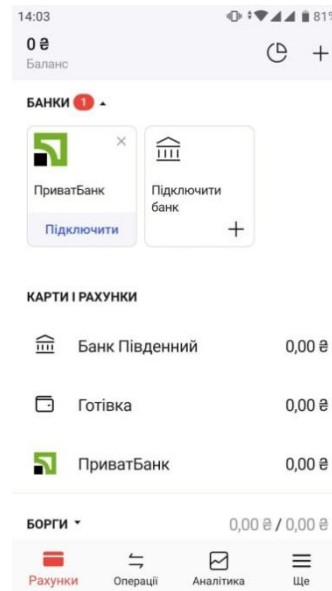 14:03 81%
0 ₴
Баланс
БАНКИ 1
ПриватБанк
Підключити
Підключити
банк
КАРТИ І РАХУНКИ
Банк Південний 0,00 ₴
Готівка 0,00 ₴
ПриватБанк 0,00 ₴
БОРГИ 0,00 ₴ / 0,00 ₴
Рахунки Операції Аналітика Ще